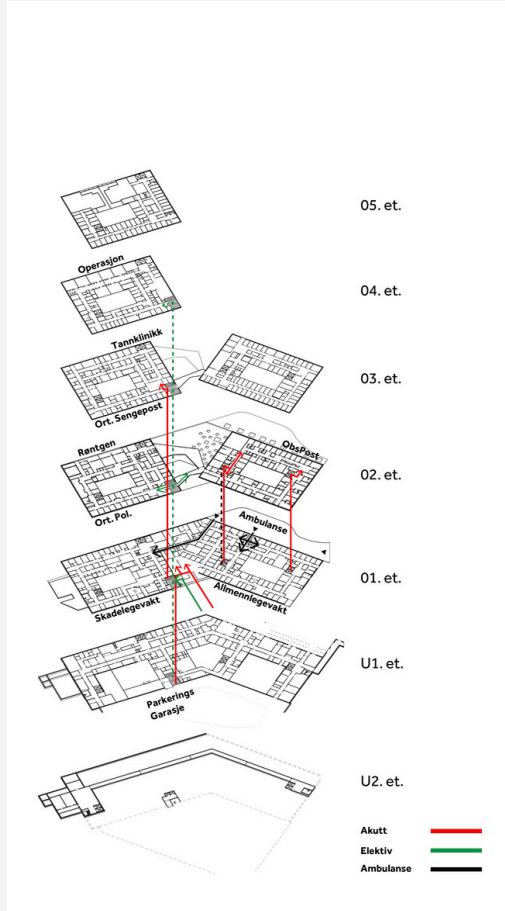 05. et.
Operasjon
04. et.
Tannklinikk
03. et.
Ort. Sengepost
Røntgen
ObsPost
02. et.
Ort. Pol.
Ambulanse
01. et.
Skadelegevakt
Allmennlegevakt
U1. et.
Parkerings
Garasje
U2. et.
Akutt
Elektiv
Ambulanse